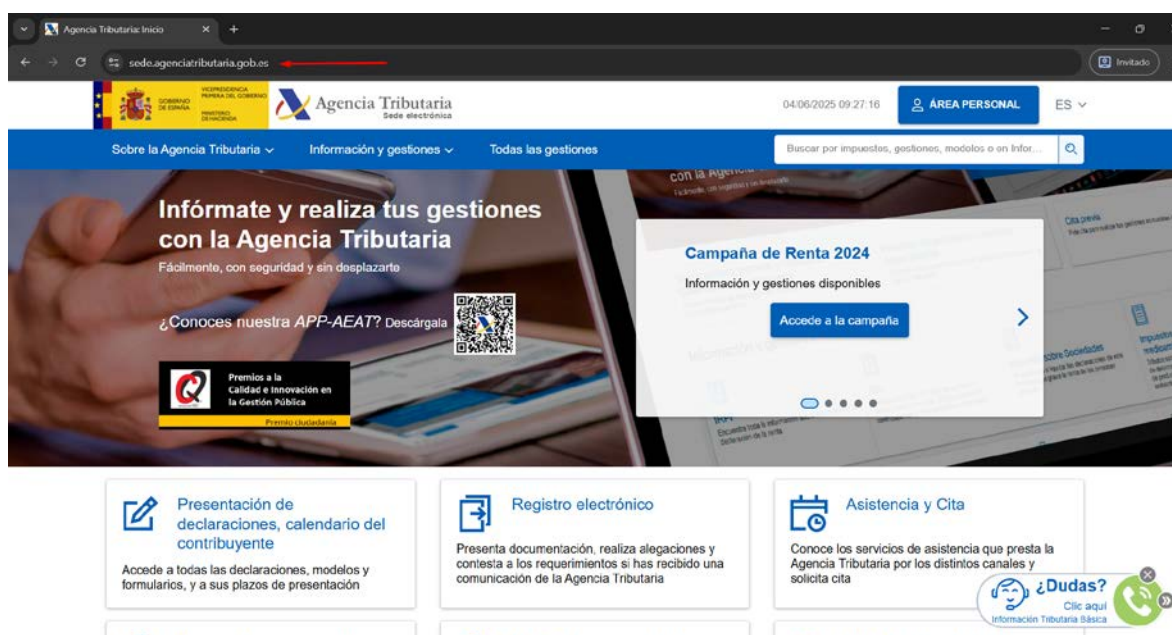 Agencia Tributaria: Inicio
sede.agenciatributaria.gob.es
Invitado
GOBIERNO
DE ESPAÑA
VICEPRESIDENCIA
PRIMERA DEL GOBIERNO
MINISTERIO
DE HACIENDA
Agencia Tributaria
Sede electrónica
04/06/2025 09:27:16
ÁREA PERSONAL
ES
Sobre la Agencia Tributaria
Información y gestiones
Todas las gestiones
Buscar por impuestos, gestiones, modelos o en Infor...
con la Agencia
Infórmate y realiza tus gestiones
con la Agencia Tributaria
Fácilmente, con seguridad y sin desplazarte
¿Conoces nuestra APP-AEAT? Descárgala
Premios a la
Calidad e Innovación en
la Gestión Pública
Premio ciudadanía
Cita previa
Campaña de Renta 2024
Información y gestiones disponibles
Accede a la campaña
sobre Sociedades
Presentación de
declaraciones, calendario del
contribuyente
Accede a todas las declaraciones, modelos y
formularios, y a sus plazos de presentación
Registro electrónico
Presenta documentación, realiza alegaciones y
contesta a los requerimientos si has recibido una
comunicación de la Agencia Tributaria
Asistencia y Cita
Conoce los servicios de asistencia que presta la
Agencia Tributaria por los distintos canales y
solicita cita
¿Dudas?
Clic aquí
Información Tributaria Básica